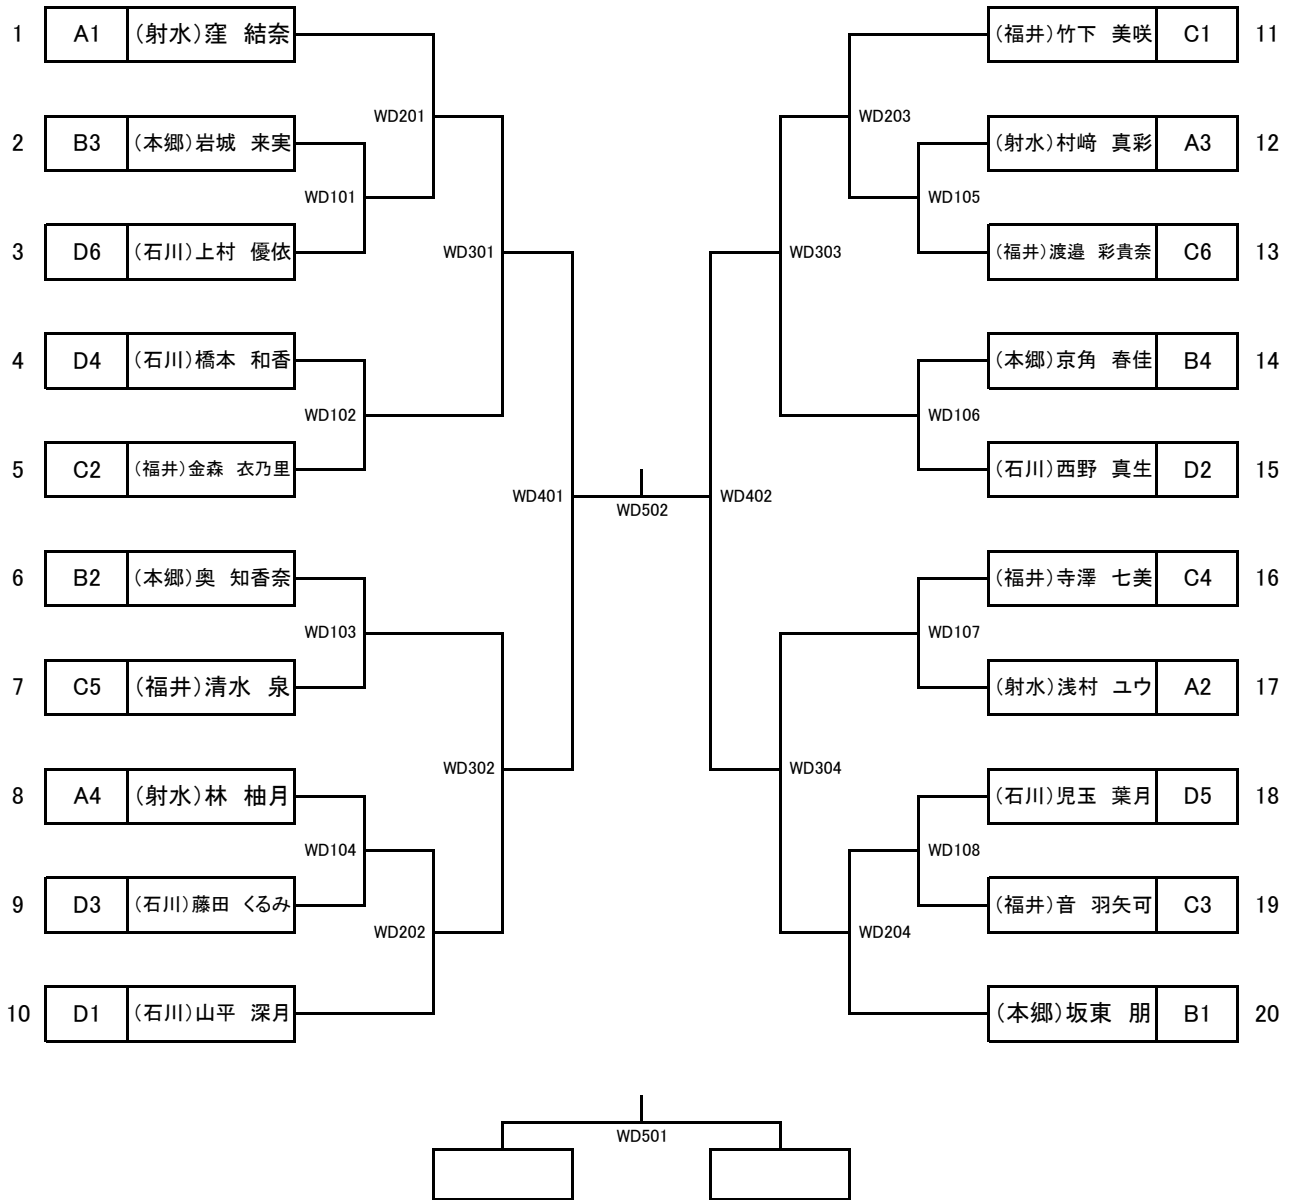 1 A1 (射水)窪 結奈
2 B3 (本郷)岩城 来実
3 D6 (石川)上村 優依
4 D4 (石川)橋本 和香
5 C2 (福井)金森 衣乃里
6 B2 (本郷)奥 知香奈
7 C5 (福井)清水 泉
8 A4 (射水)林 柚月
9 D3 (石川)藤田 くるみ
10 D1 (石川)山平 深月
WD101
WD102
WD103
WD104
WD201
WD202
WD301
WD302
WD401
WD502
WD402
WD303
WD304
WD203
WD204
WD105
WD106
WD107
WD108
(福井)竹下 美咲 C1 11
(射水)村﨑 真彩 A3 12
(福井)渡邉 彩貴奈 C6 13
(本郷)京角 春佳 B4 14
(石川)西野 真生 D2 15
(福井)寺澤 七美 C4 16
(射水)浅村 ユウ A2 17
(石川)児玉 葉月 D5 18
(福井)音 羽矢可 C3 19
(本郷)坂東 朋 B1 20
WD501